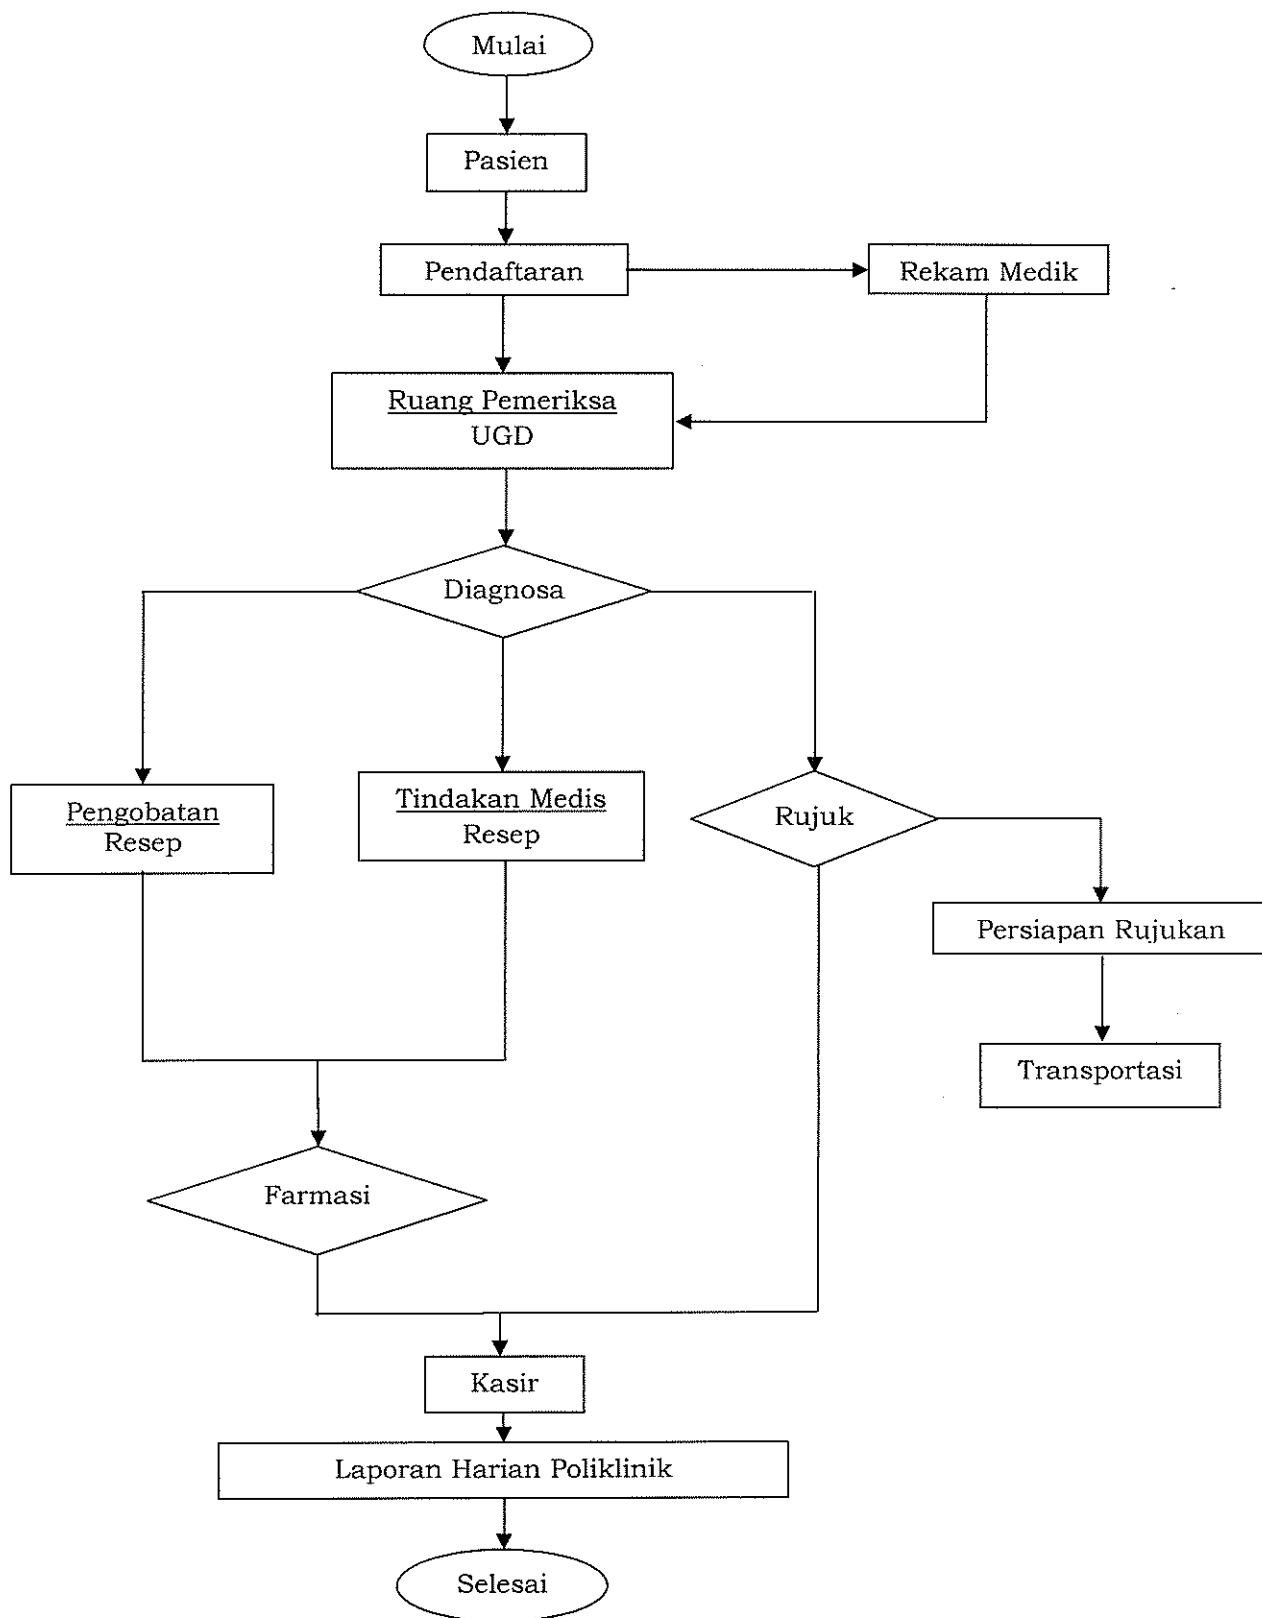 Mulai
Pasien
Pendaftaran
Rekam Medik
Ruang Pemeriksa
UGD
Diagnosa
Pengobatan
Resep
Tindakan Medis
Resep
Rujuk
Persiapan Rujukan
Transportasi
Farmasi
Kasir
Laporan Harian Poliklinik
Selesai